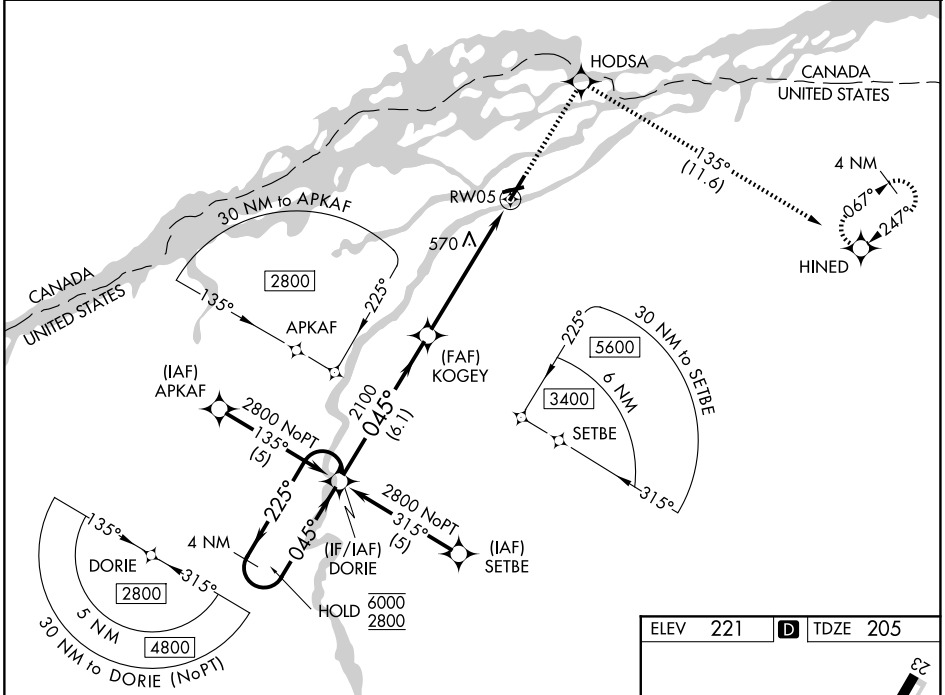 HODSA
CANADA
UNITED STATES
135°
(11.6)
4 NM
067°
247°
HINED
RW05
570
30 NM to APKAF
2800
135°
225°
APKAF
CANADA
UNITED STATES
(FAF)
KOGEY
2100
045°
(6.1)
(IAF)
APKAF
2800 NoPT
135°
(5)
225°
30 NM to SETBE
5600
6 NM
3400
SETBE
315°
225°
045°
4 NM
(IF/IAF)
DORIE
2800 NoPT
315°
(5)
(IAF)
SETBE
HOLD 6000
2800
135°
DORIE
315°
2800
5 NM
4800
30 NM to DORIE (NoPT)
ELEV 221 D TDZE 205
23